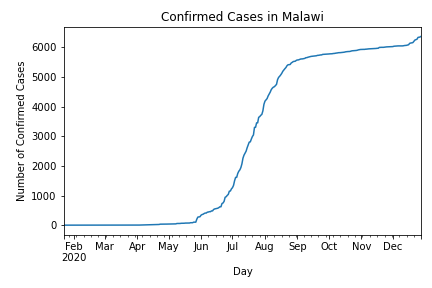 Confirmed Cases in Malawi
Number of Confirmed Cases
6000
5000
4000
3000
2000
1000
0
Feb Mar Apr May Jun Jul Aug Sep Oct Nov Dec
2020
Day